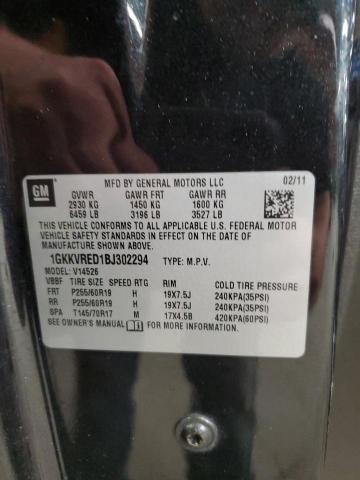 GM
MFD BY GENERAL MOTORS LLC 02/11
GVWR GAWR FRT GAWR RR
2930 KG 1450 KG 1600 KG
6459 LB 3196 LB 3527 LB
THIS VEHICLE CONFORMS TO ALL APPLICABLE U.S. FEDERAL MOTOR
VEHICLE SAFETY STANDARDS IN EFFECT ON THE DATE OF
MANUFACTURE SHOWN ABOVE.
1GKKVRED1BJ302294 TYPE: M.P.V.
MODEL: V14526
VBBF TIRE SIZE SPEED RTG RIM COLD TIRE PRESSURE
FRT P255/60R19 H 19X7.5J 240KPA(35PSI)
RR P255/60R19 H 19X7.5J 240KPA(35PSI)
SPA T145/70R17 M 17X4.5B 420KPA(60PSI)
SEE OWNER'S MANUAL FOR MORE INFORMATION.